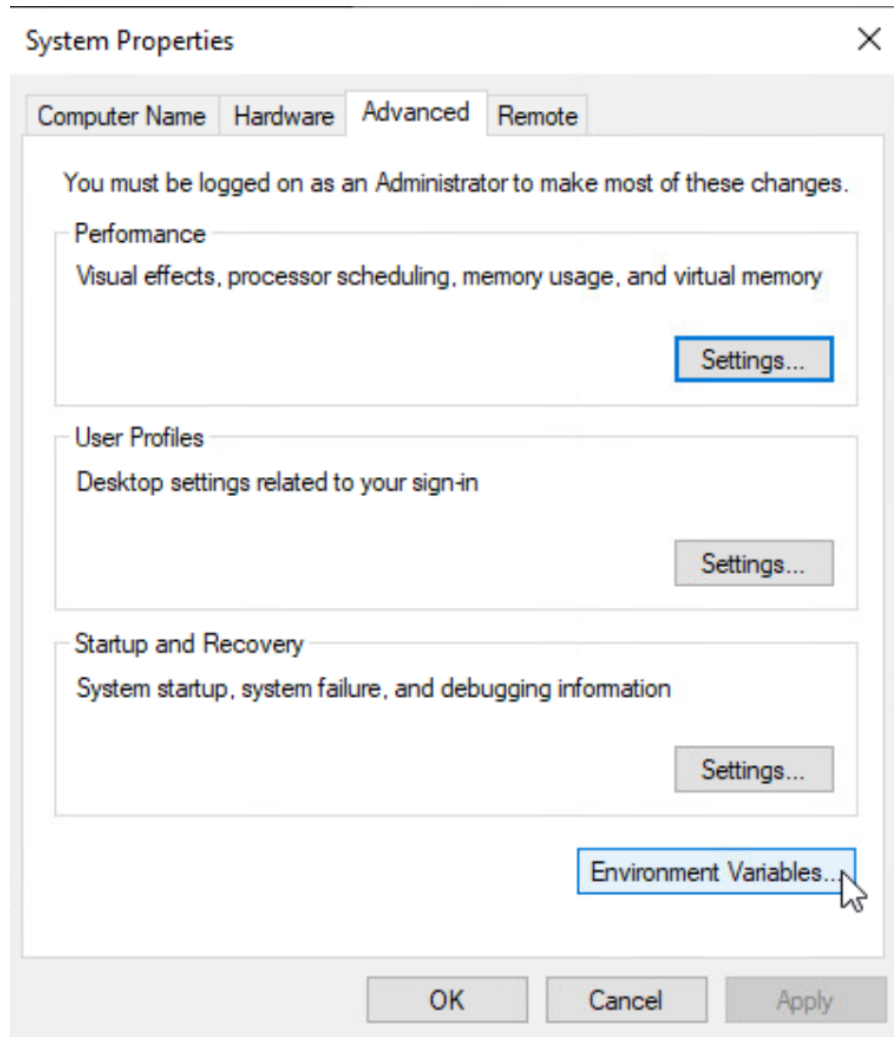 System Properties
Computer Name Hardware Advanced Remote
You must be logged on as an Administrator to make most of these changes.
Performance
Visual effects, processor scheduling, memory usage, and virtual memory
Settings...
User Profiles
Desktop settings related to your sign-in
Settings...
Startup and Recovery
System startup, system failure, and debugging information
Settings...
Environment Variables...
OK Cancel Apply